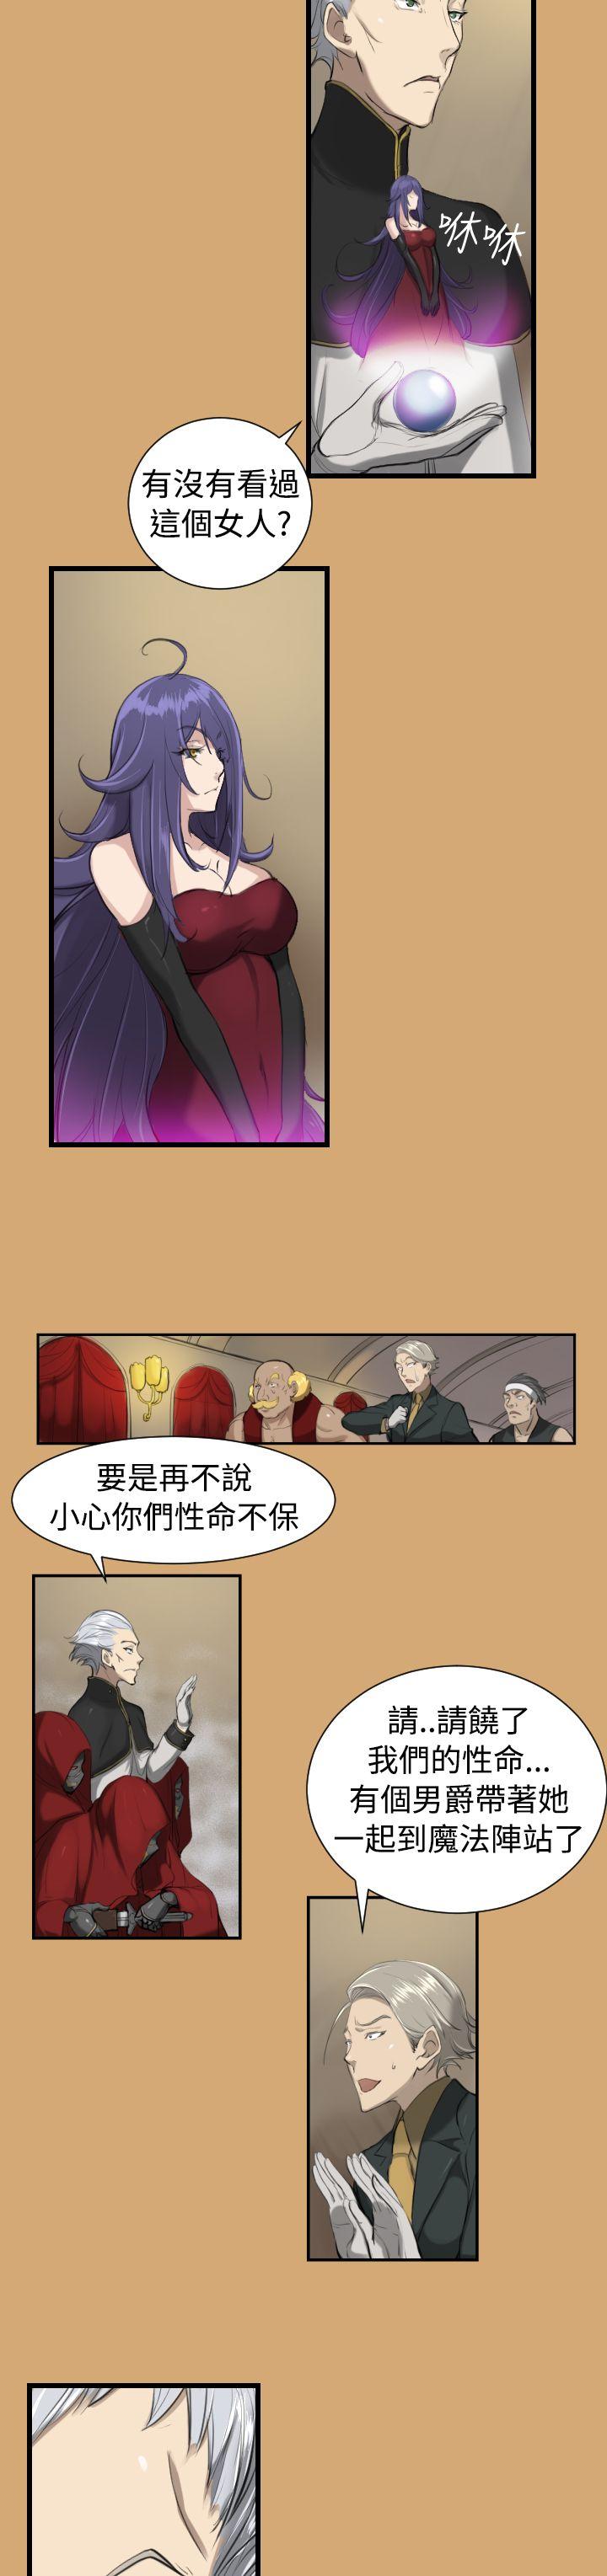 咻咻
有沒有看過
這個女人?
要是再不說
小心你們性命不保
請..請饒了
我們的性命...
有個男爵帶著她
一起到魔法陣站了